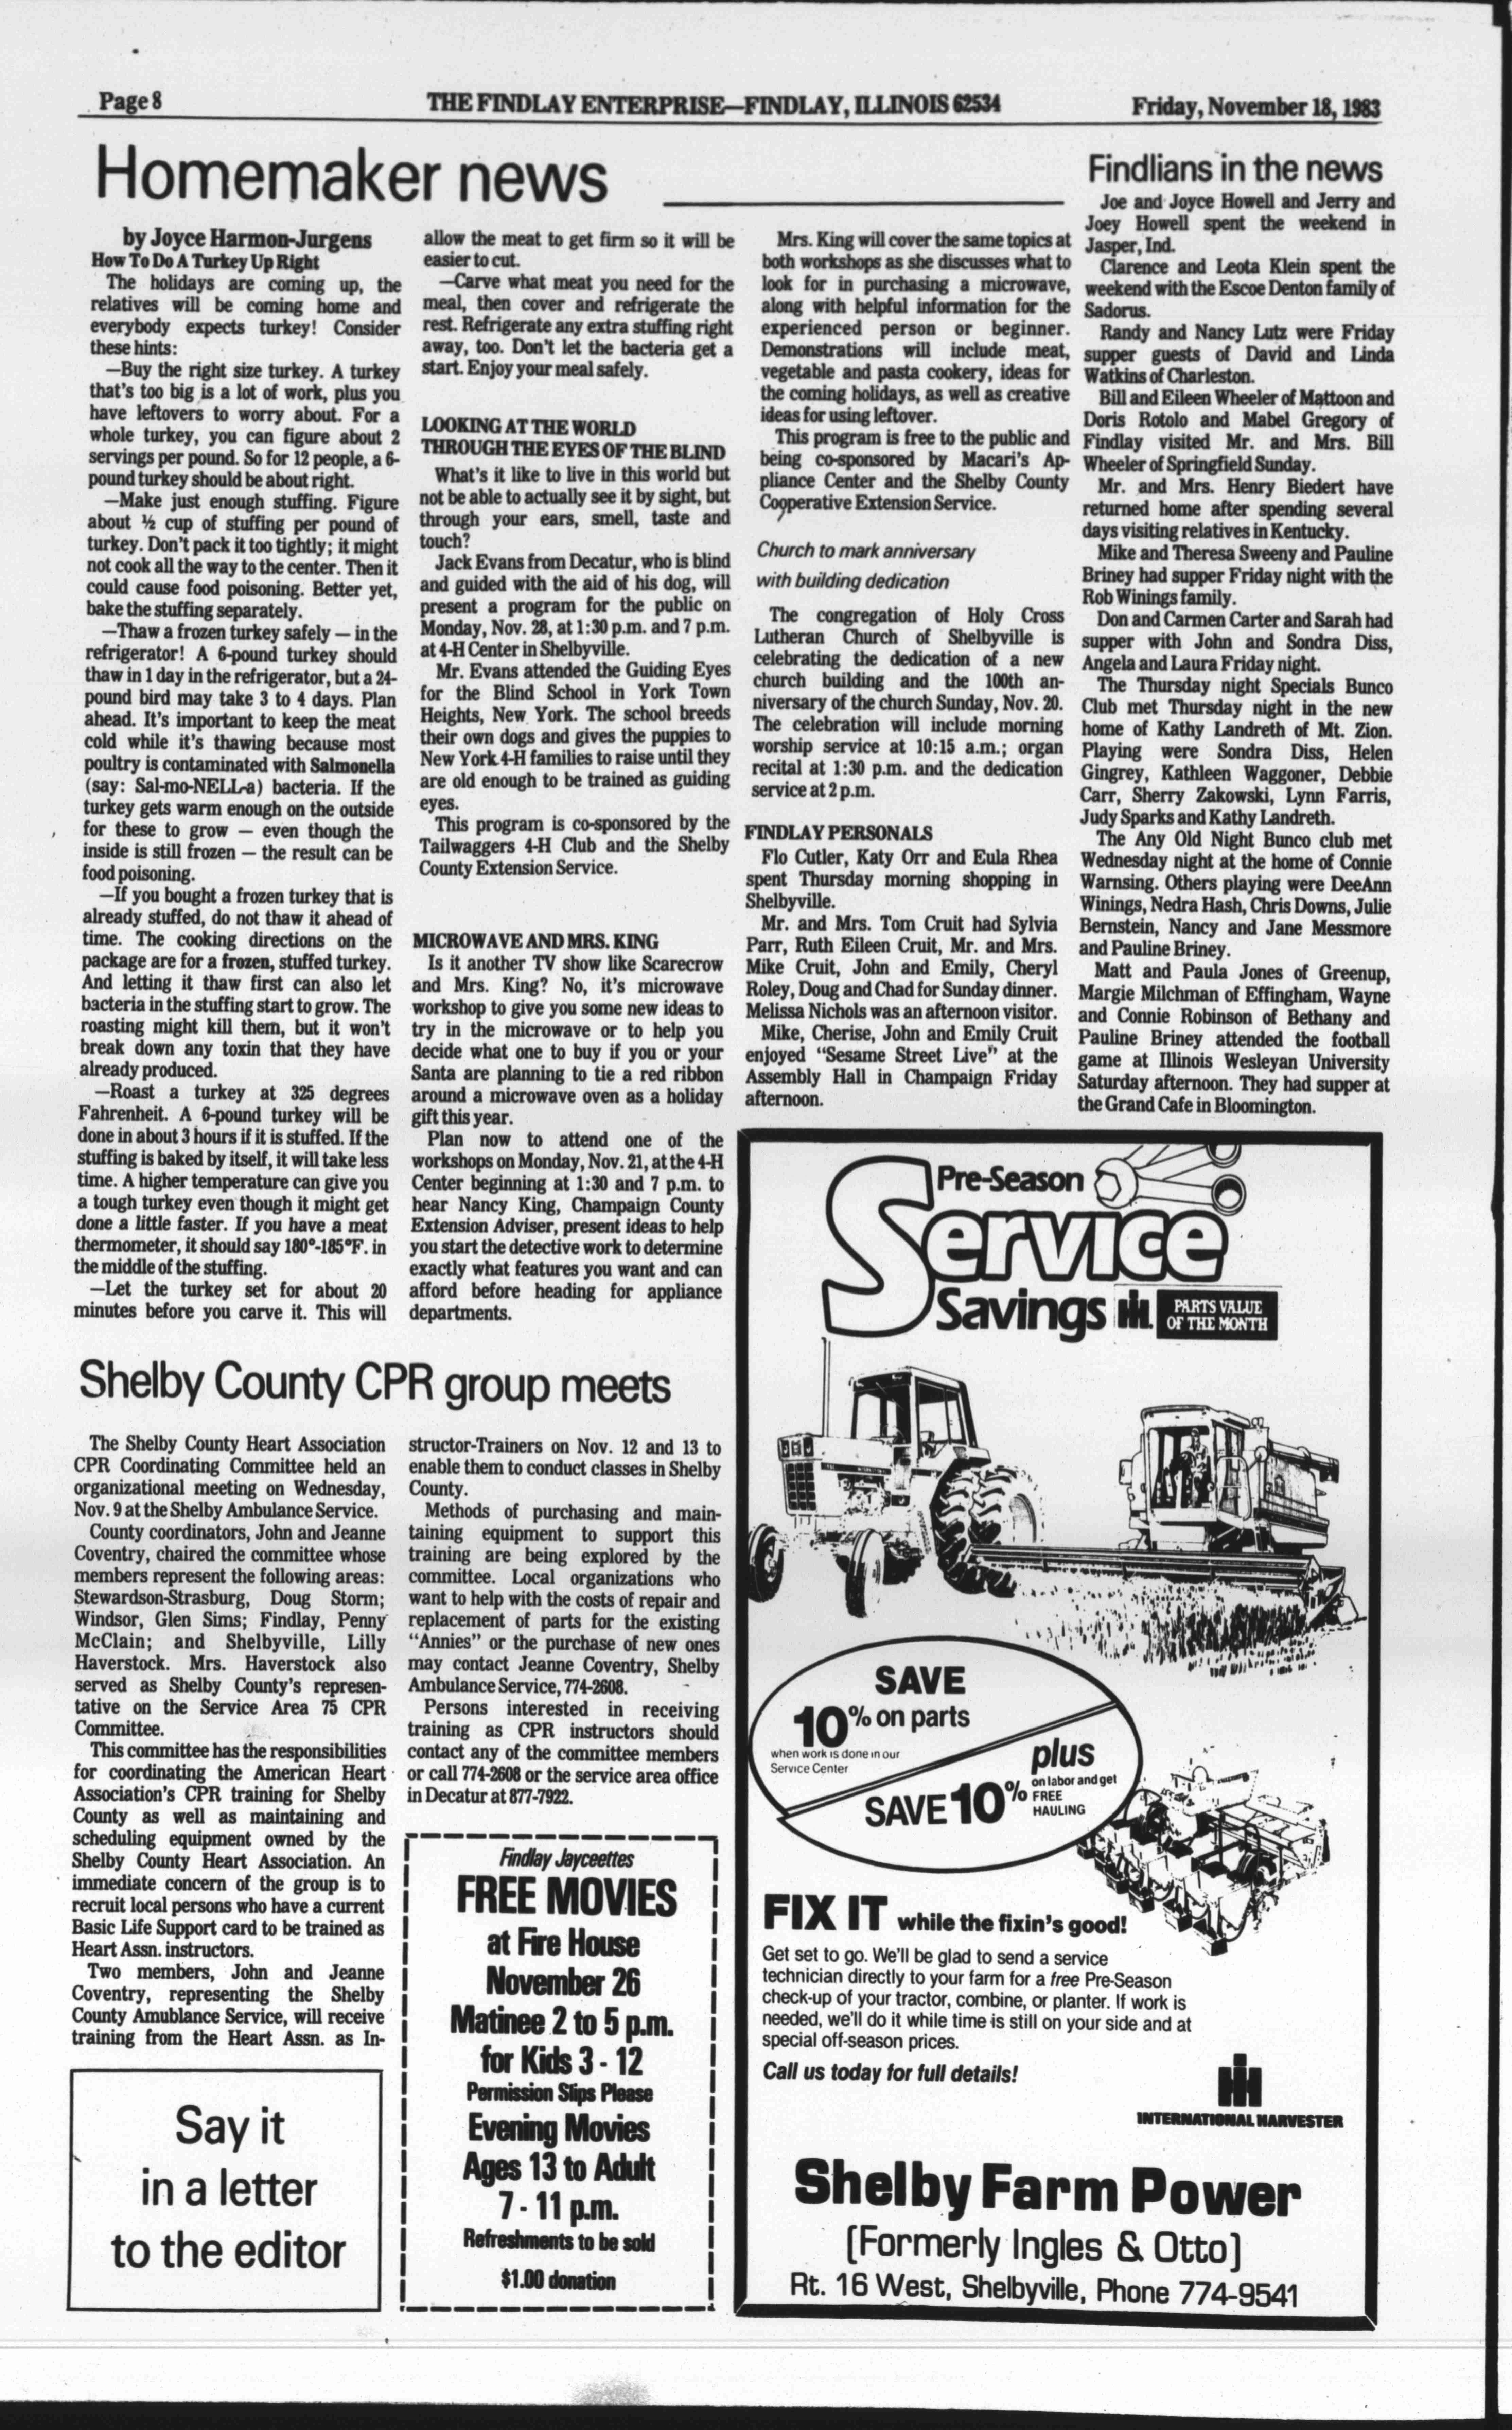 Page 8
THE FINDLAY ENTERPRISE—FINDLAY, ILLINOIS 62534
Friday, November 18, 1983
Homemaker news
by Joyce Harmon-Jurgens
How To Do A Turkey Up Right
The holidays are coming up, the
relatives will be coming home and
everybody expects turkey! Consider
these hints:
—Buy the right size turkey. A turkey
that's too big is a lot of work, plus you
have leftovers to worry about. For a
whole turkey, you can figure about 2
servings per pound. So for 12 people, a 6-
pound turkey should be about right.
—Make just enough stuffing. Figure
about ½ cup of stuffing per pound of
turkey. Don't pack it too tightly; it might
not cook all the way to the center. Then it
could cause food poisoning. Better yet,
bake the stuffing separately.
—Thaw a frozen turkey safely — in the
refrigerator! A 6-pound turkey should
thaw in 1 day in the refrigerator, but a 24-
pound bird may take 3 to 4 days. Plan
ahead. It's important to keep the meat
cold while it's thawing because most
poultry is contaminated with Salmonella
(say: Sal-mo-NELL-a) bacteria. If the
turkey gets warm enough on the outside
for these to grow — even though the
inside is still frozen — the result can be
food poisoning.
—If you bought a frozen turkey that is
already stuffed, do not thaw it ahead of
time. The cooking directions on the
package are for a frozen, stuffed turkey.
And letting it thaw first can also let
bacteria in the stuffing start to grow. The
roasting might kill them, but it won't
break down any toxin that they have
already produced.
—Roast a turkey at 325 degrees
Fahrenheit. A 6-pound turkey will be
done in about 3 hours if it is stuffed. If the
stuffing is baked by itself, it will take less
time. A higher temperature can give you
a tough turkey even though it might get
done a little faster. If you have a meat
thermometer, it should say 180°-185°F. in
the middle of the stuffing.
—Let the turkey set for about 20
minutes before you carve it. This will
allow the meat to get firm so it will be
easier to cut.
—Carve what meat you need for the
meal, then cover and refrigerate the
rest. Refrigerate any extra stuffing right
away, too. Don't let the bacteria get a
start. Enjoy your meal safely.
LOOKING AT THE WORLD
THROUGH THE EYES OF THE BLIND
What's it like to live in this world but
not be able to actually see it by sight, but
through your ears, smell, taste and
touch?
Jack Evans from Decatur, who is blind
and guided with the aid of his dog, will
present a program for the public on
Monday, Nov. 28, at 1:30 p.m. and 7 p.m.
at 4-H Center in Shelbyville.
Mr. Evans attended the Guiding Eyes
for the Blind School in York Town
Heights, New York. The school breeds
their own dogs and gives the puppies to
New York 4-H families to raise until they
are old enough to be trained as guiding
eyes.
This program is co-sponsored by the
Tailwaggers 4-H Club and the Shelby
County Extension Service.
MICROWAVE AND MRS. KING
Is it another TV show like Scarecrow
and Mrs. King? No, it's microwave
workshop to give you some new ideas to
try in the microwave or to help you
decide what one to buy if you or your
Santa are planning to tie a red ribbon
around a microwave oven as a holiday
gift this year.
Plan now to attend one of the
workshops on Monday, Nov. 21, at the 4-H
Center beginning at 1:30 and 7 p.m. to
hear Nancy King, Champaign County
Extension Adviser, present ideas to help
you start the detective work to determine
exactly what features you want and can
afford before heading for appliance
departments.
Mrs. King will cover the same topics at
both workshops as she discusses what to
look for in purchasing a microwave,
along with helpful information for the
experienced person or beginner.
Demonstrations will include meat,
vegetable and pasta cookery, ideas for
the coming holidays, as well as creative
ideas for using leftover.
This program is free to the public and
being co-sponsored by Macari's Ap-
pliance Center and the Shelby County
Cooperative Extension Service.
Church to mark anniversary
with building dedication
The congregation of Holy Cross
Lutheran Church of Shelbyville is
celebrating the dedication of a new
church building and the 100th an-
niversary of the church Sunday, Nov. 20.
The celebration will include morning
worship service at 10:15 a.m.; organ
recital at 1:30 p.m. and the dedication
service at 2 p.m.
FINDLAY PERSONALS
Flo Cutler, Katy Orr and Eula Rhea
spent Thursday morning shopping in
Shelbyville.
Mr. and Mrs. Tom Cruit had Sylvia
Parr, Ruth Eileen Cruit, Mr. and Mrs.
Mike Cruit, John and Emily, Cheryl
Roley, Doug and Chad for Sunday dinner.
Melissa Nichols was an afternoon visitor.
Mike, Cherise, John and Emily Cruit
enjoyed "Sesame Street Live" at the
Assembly Hall in Champaign Friday
afternoon.
Findlians in the news
Joe and Joyce Howell and Jerry and
Joey Howell spent the weekend in
Jasper, Ind.
Clarence and Leota Klein spent the
weekend with the Escoe Denton family of
Sadorus.
Randy and Nancy Lutz were Friday
supper guests of David and Linda
Watkins of Charleston.
Bill and Eileen Wheeler of Mattoon and
Doris Rotolo and Mabel Gregory of
Findlay visited Mr. and Mrs. Bill
Wheeler of Springfield Sunday.
Mr. and Mrs. Henry Biedert have
returned home after spending several
days visiting relatives in Kentucky.
Mike and Theresa Sweeny and Pauline
Briney had supper Friday night with the
Rob Winings family.
Don and Carmen Carter and Sarah had
supper with John and Sondra Diss,
Angela and Laura Friday night.
The Thursday night Specials Bunco
Club met Thursday night in the new
home of Kathy Landreth of Mt. Zion.
Playing were Sondra Diss, Helen
Gingrey, Kathleen Waggoner, Debbie
Carr, Sherry Zakowski, Lynn Farris,
Judy Sparks and Kathy Landreth.
The Any Old Night Bunco club met
Wednesday night at the home of Connie
Warnsing. Others playing were DeeAnn
Winings, Nedra Hash, Chris Downs, Julie
Bernstein, Nancy and Jane Messmore
and Pauline Briney.
Matt and Paula Jones of Greenup,
Margie Milchman of Effingham, Wayne
and Connie Robinson of Bethany and
Pauline Briney attended the football
game at Illinois Wesleyan University
Saturday afternoon. They had supper at
the Grand Cafe in Bloomington.
Shelby County CPR group meets
The Shelby County Heart Association
CPR Coordinating Committee held an
organizational meeting on Wednesday,
Nov. 9 at the Shelby Ambulance Service.
County coordinators, John and Jeanne
Coventry, chaired the committee whose
members represent the following areas:
Stewardson-Strasburg, Doug Storm;
Windsor, Glen Sims; Findlay, Penny
McClain; and Shelbyville, Lilly
Haverstock. Mrs. Haverstock also
served as Shelby County's represen-
tative on the Service Area 75 CPR
Committee.
This committee has the responsibilities
for coordinating the American Heart
Association's CPR training for Shelby
County as well as maintaining and
scheduling equipment owned by the
Shelby County Heart Association. An
immediate concern of the group is to
recruit local persons who have a current
Basic Life Support card to be trained as
Heart Assn. instructors.
Two members, John and Jeanne
Coventry, representing the Shelby
County Amublance Service, will receive
training from the Heart Assn. as In-
structor-Trainers on Nov. 12 and 13 to
enable them to conduct classes in Shelby
County.
Methods of purchasing and main-
taining equipment to support this
training are being explored by the
committee. Local organizations who
want to help with the costs of repair and
replacement of parts for the existing
"Annies" or the purchase of new ones
may contact Jeanne Coventry, Shelby
Ambulance Service, 774-2608.
Persons interested in receiving
training as CPR instructors should
contact any of the committee members
or call 774-2608 or the service area office
in Decatur at 877-7922.
Say it
in a letter
to the editor
Findlay Jayceettes
FREE MOVIES
at Fire House
November 26
Matinee 2 to 5 p.m.
for Kids 3 - 12
Permission Slips Please
Evening Movies
Ages 13 to Adult
7 - 11 p.m.
Refreshments to be sold
$1.00 donation
Pre-Season
Service
Savings
PARTS VALUE
OF THE MONTH
SAVE
10% on parts
when work is done in our
Service Center
plus
SAVE 10% on labor and get
FREE
HAULING
FIX IT while the fixin's good!
Get set to go. We'll be glad to send a service
technician directly to your farm for a free Pre-Season
check-up of your tractor, combine, or planter. If work is
needed, we'll do it while time is still on your side and at
special off-season prices.
Call us today for full details!
INTERNATIONAL HARVESTER
Shelby Farm Power
[Formerly Ingles & Otto]
Rt. 16 West, Shelbyville, Phone 774-9541